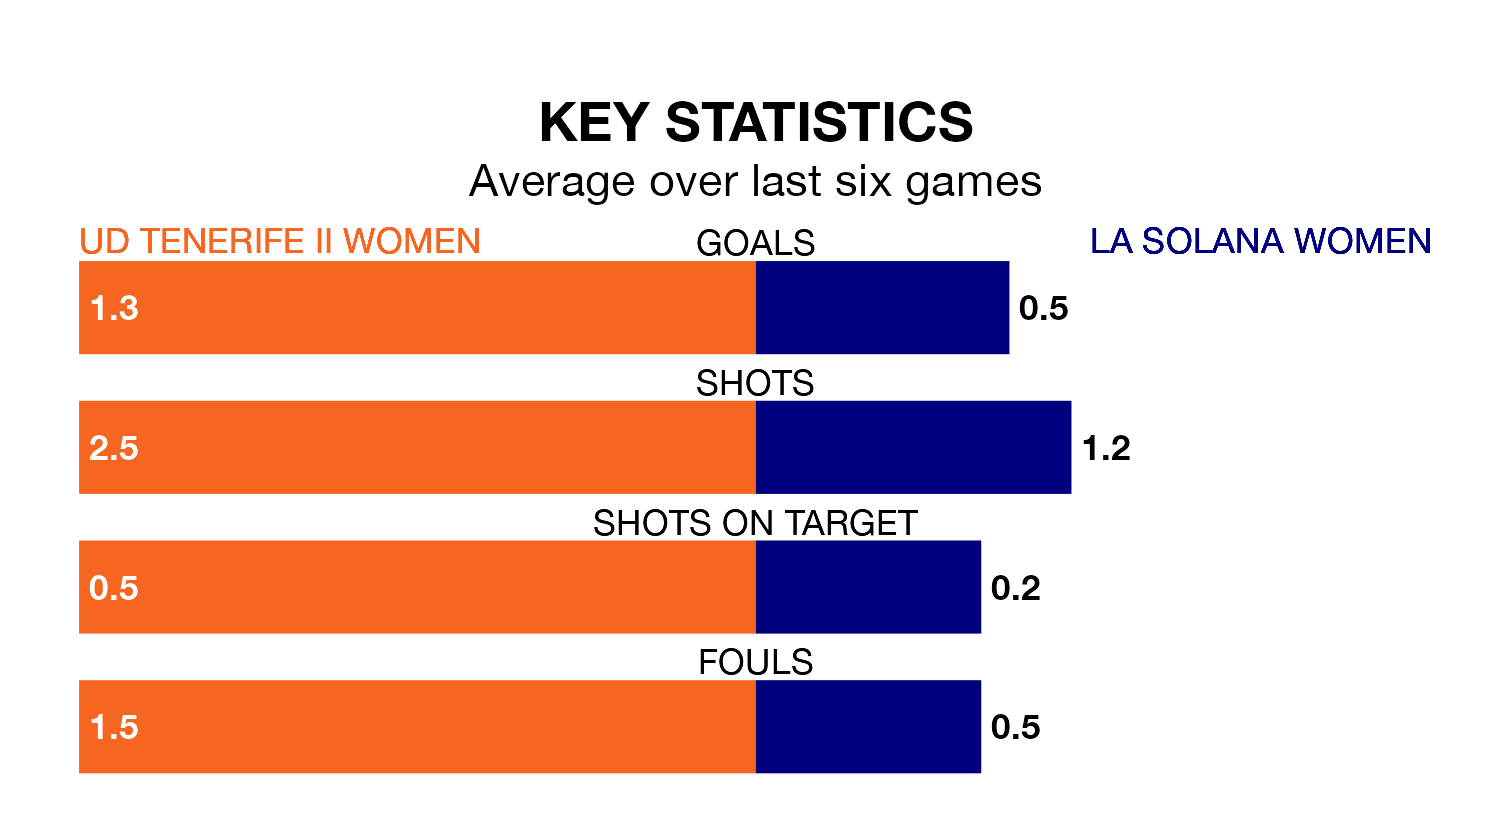 KEY STATISTICS
Average over last six games
UD TENERIFE II WOMEN GOALS LA SOLANA WOMEN
1.3 0.5
SHOTS
2.5 1.2
SHOTS ON TARGET
0.5 0.2
FOULS
1.5 0.5